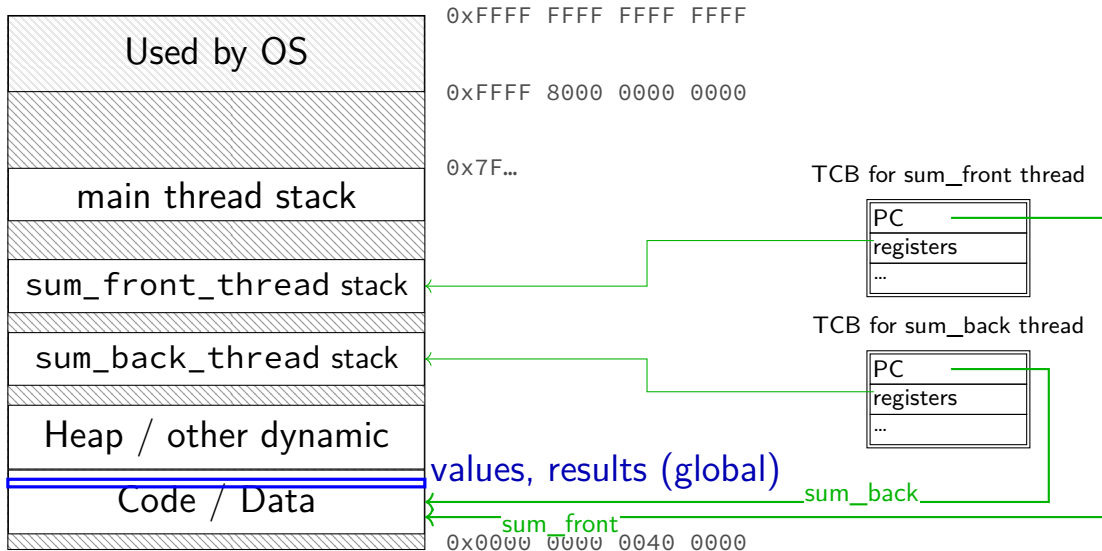 0xFFFF FFFF FFFF FFFF
Used by OS
0xFFFF 8000 0000 0000
0x7F…
main thread stack
sum_front_thread stack
sum_back_thread stack
Heap / other dynamic
Code / Data
values, results (global)
0x0000 0000 0040 0000
TCB for sum_front thread
PC
registers
...
TCB for sum_back thread
PC
registers
...
sum_back
sum_front